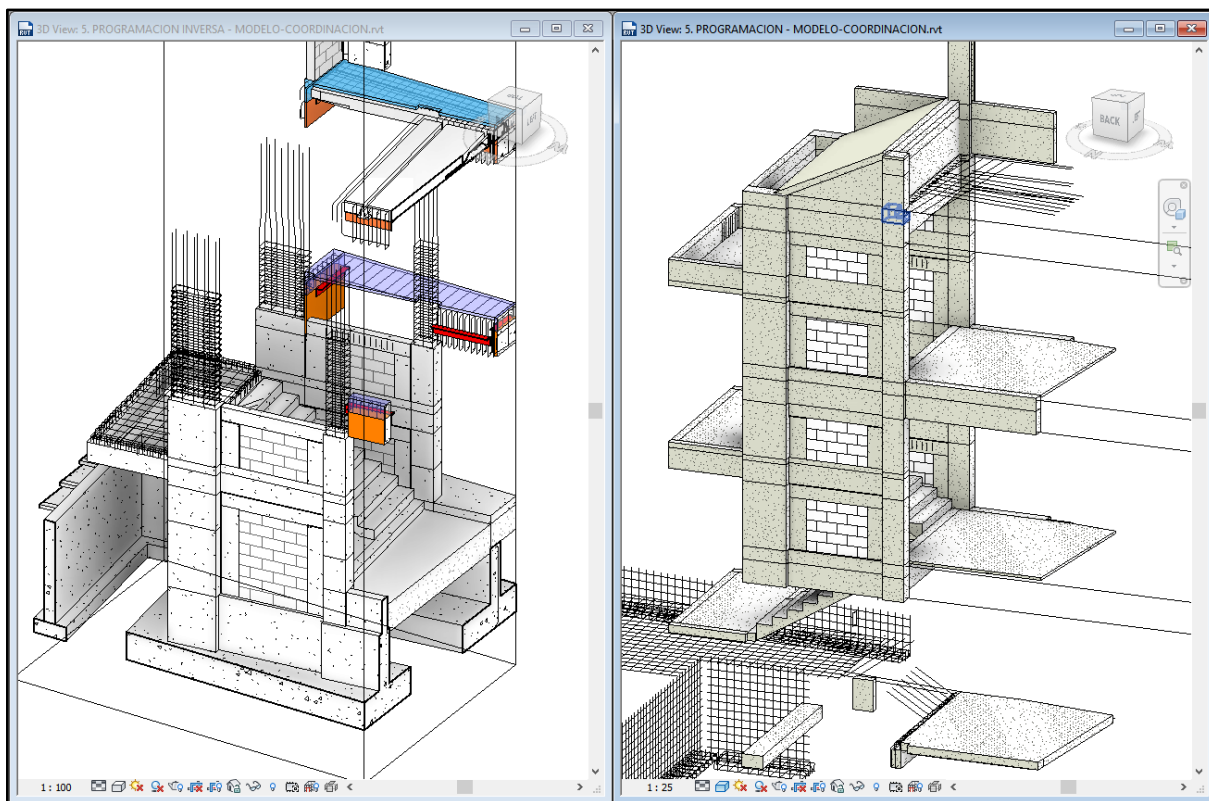 3D View: 5. PROGRAMACION INVERSA - MODELO-COORDINACION.rvt
3D View: 5. PROGRAMACION - MODELO-COORDINACION.rvt
BACK
1 : 100
1 : 25